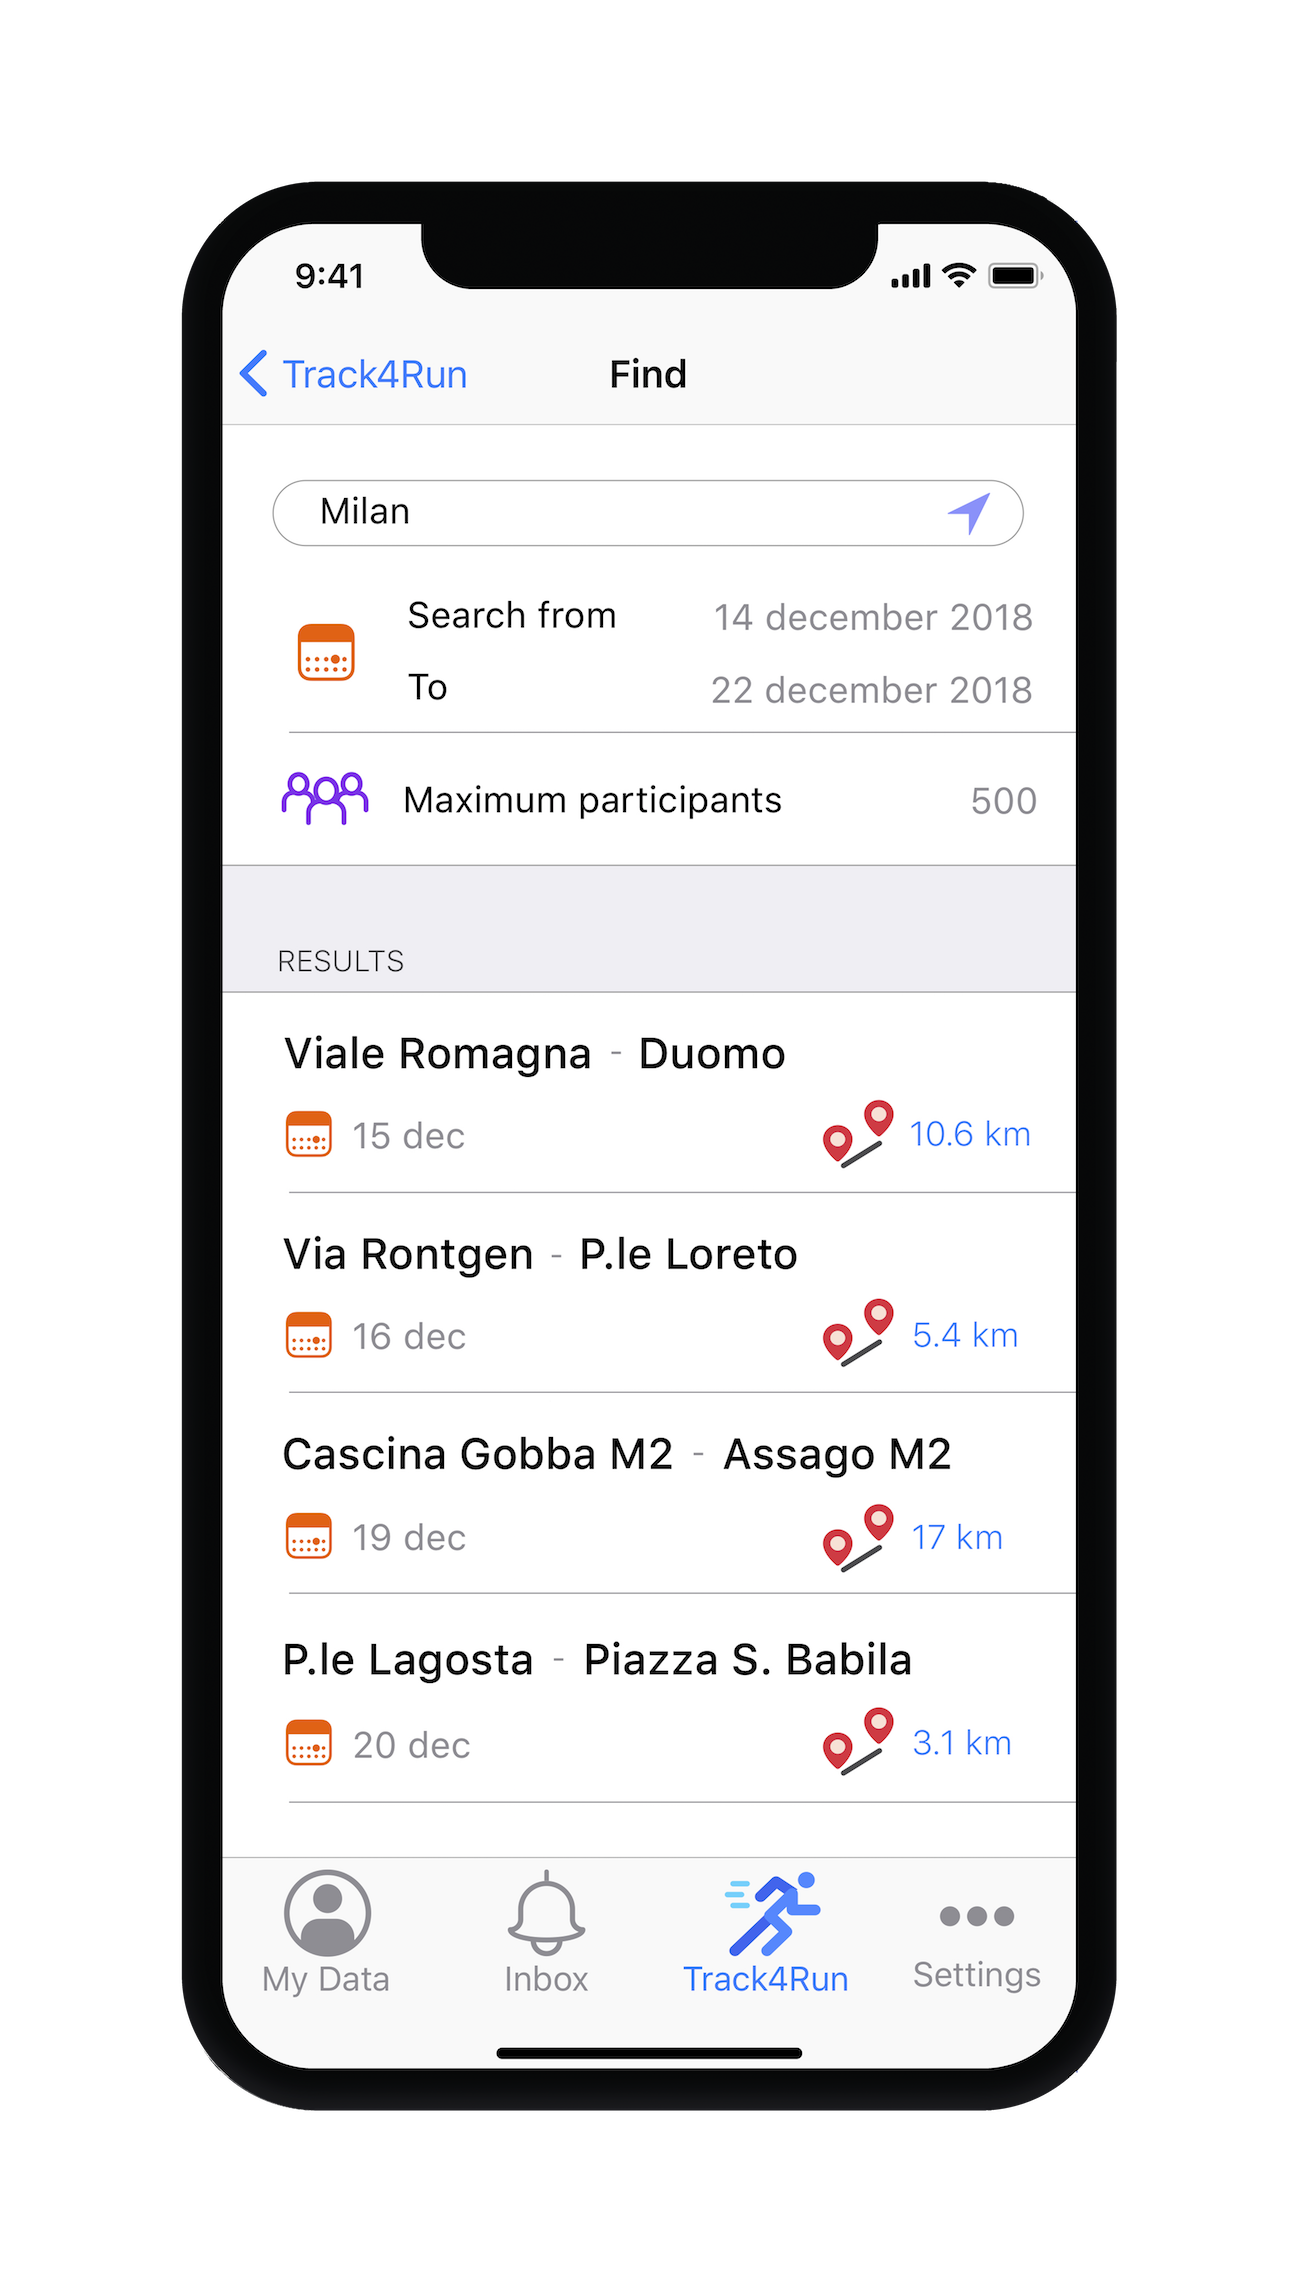 9:41
Track4Run Find
Milan
Search from 14 december 2018
To 22 december 2018
Maximum participants 500
RESULTS
Viale Romagna - Duomo
15 dec 10.6 km
Via Rontgen - P.le Loreto
16 dec 5.4 km
Cascina Gobba M2 - Assago M2
19 dec 17 km
P.le Lagosta - Piazza S. Babila
20 dec 3.1 km
My Data Inbox Track4Run Settings